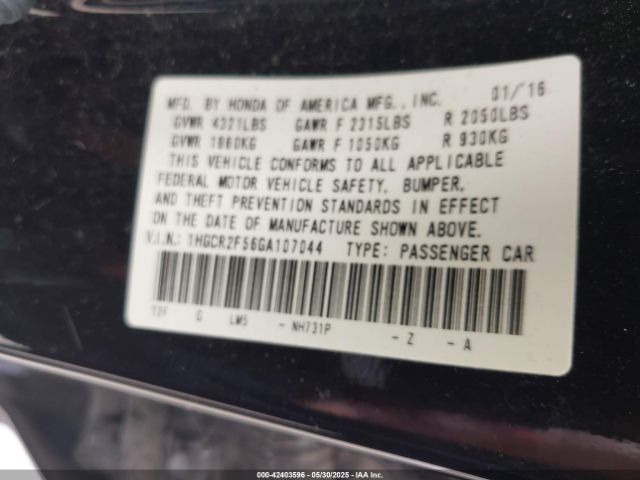 MFD. BY HONDA OF AMERICA MFG., INC. 01/'16
GVWR 4321LBS GAWR F 2315LBS R 2050LBS
GVWR 1960KG GAWR F 1050KG R 930KG
THIS VEHICLE CONFORMS TO ALL APPLICABLE
FEDERAL MOTOR VEHICLE SAFETY, BUMPER,
AND THEFT PREVENTION STANDARDS IN EFFECT
ON THE DATE OF MANUFACTURE SHOWN ABOVE.
V.I.N.: 1HGCR2F56GA107044 TYPE: PASSENGER CAR
T2F G LM5 - NH731P - Z - A
000-42403596 — 05/30/2025 — IAAI.com